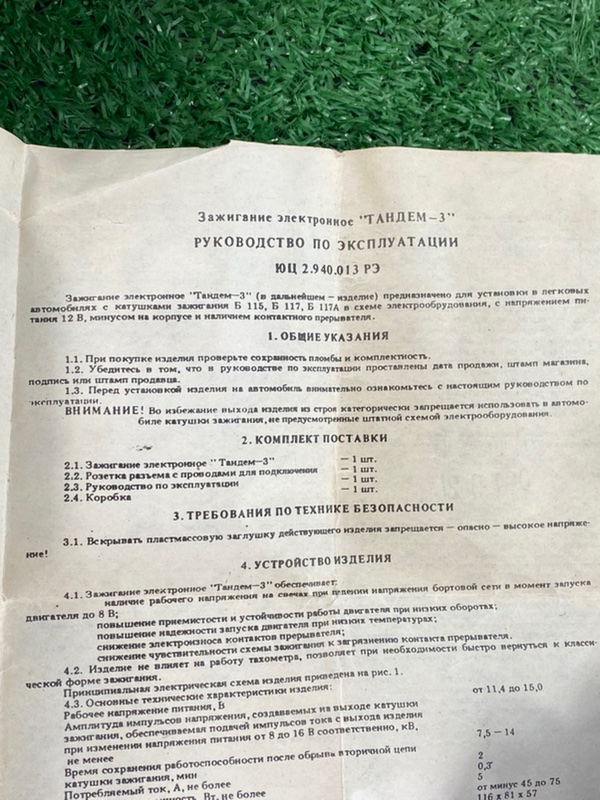 Зажигание электронное "ТАНДЕМ-3"
РУКОВОДСТВО ПО ЭКСПЛУАТАЦИИ
ЮЦ 2.940.013 РЭ
Зажигание электронное "Тандем-3" (в дальнейшем - изделие) предназначено для установки в легковых
автомобилях с катушками зажигания Б 115, Б 117, Б 117А в схеме электрооборудования, с напряжением пи-
тания 12 В, минусом на корпусе и наличием контактного прерывателя.
1. ОБЩИЕ УКАЗАНИЯ
1.1. При покупке изделия проверьте сохранность пломбы и комплектность.
1.2. Убедитесь в том, что в руководстве по эксплуатации проставлены дата продажи, штамп магазина,
подпись или штамп продавца.
1.3. Перед установкой изделия на автомобиль внимательно ознакомьтесь с настоящим руководством по
эксплуатации.
ВНИМАНИЕ! Во избежание выхода изделия из строя категорически запрещается использовать в автомо-
биле катушки зажигания, не предусмотренные штатной схемой электрооборудования.
2. КОМПЛЕКТ ПОСТАВКИ
2.1. Зажигание электронное "Тандем-3" - 1 шт.
2.2. Розетка разъема с проводами для подключения - 1 шт.
2.3. Руководство по эксплуатации - 1 шт.
2.4. Коробка - 1 шт.
3. ТРЕБОВАНИЯ ПО ТЕХНИКЕ БЕЗОПАСНОСТИ
3.1. Вскрывать пластмассовую заглушку действующего изделия запрещается - опасно - высокое напряже-
ние!
4. УСТРОЙСТВО ИЗДЕЛИЯ
4.1. Зажигание электронное "Тандем-3" обеспечивает:
наличие рабочего напряжения на свечах при падении напряжения бортовой сети в момент запуска
двигателя до 8 В;
повышение приемистости и устойчивости работы двигателя при низких оборотах;
повышение надежности запуска двигателя при низких температурах;
снижение электроизноса контактов прерывателя;
снижение чувствительности схемы зажигания к загрязнению контакта прерывателя.
4.2. Изделие не влияет на работу тахометра, позволяет при необходимости быстро вернуться к класси-
ческой форме зажигания.
Принципиальная электрическая схема изделия приведена на рис. 1.
4.3. Основные технические характеристики изделия:
Рабочее напряжение питания, В от 11,4 до 15,0
Амплитуда импульсов напряжения, создаваемых на выходе катушки
зажигания, обеспечиваемая подачей импульсов тока с выхода изделия
при изменении напряжения питания от 8 до 16 В соответственно, кВ,
не менее 7,5 - 14
Время сохранения работоспособности после обрыва вторичной цепи
катушки зажигания, мин 2
Потребляемый ток, А, не более 0,3
Вт, не более 5
от минус 45 до 75
116 х 81 х 57